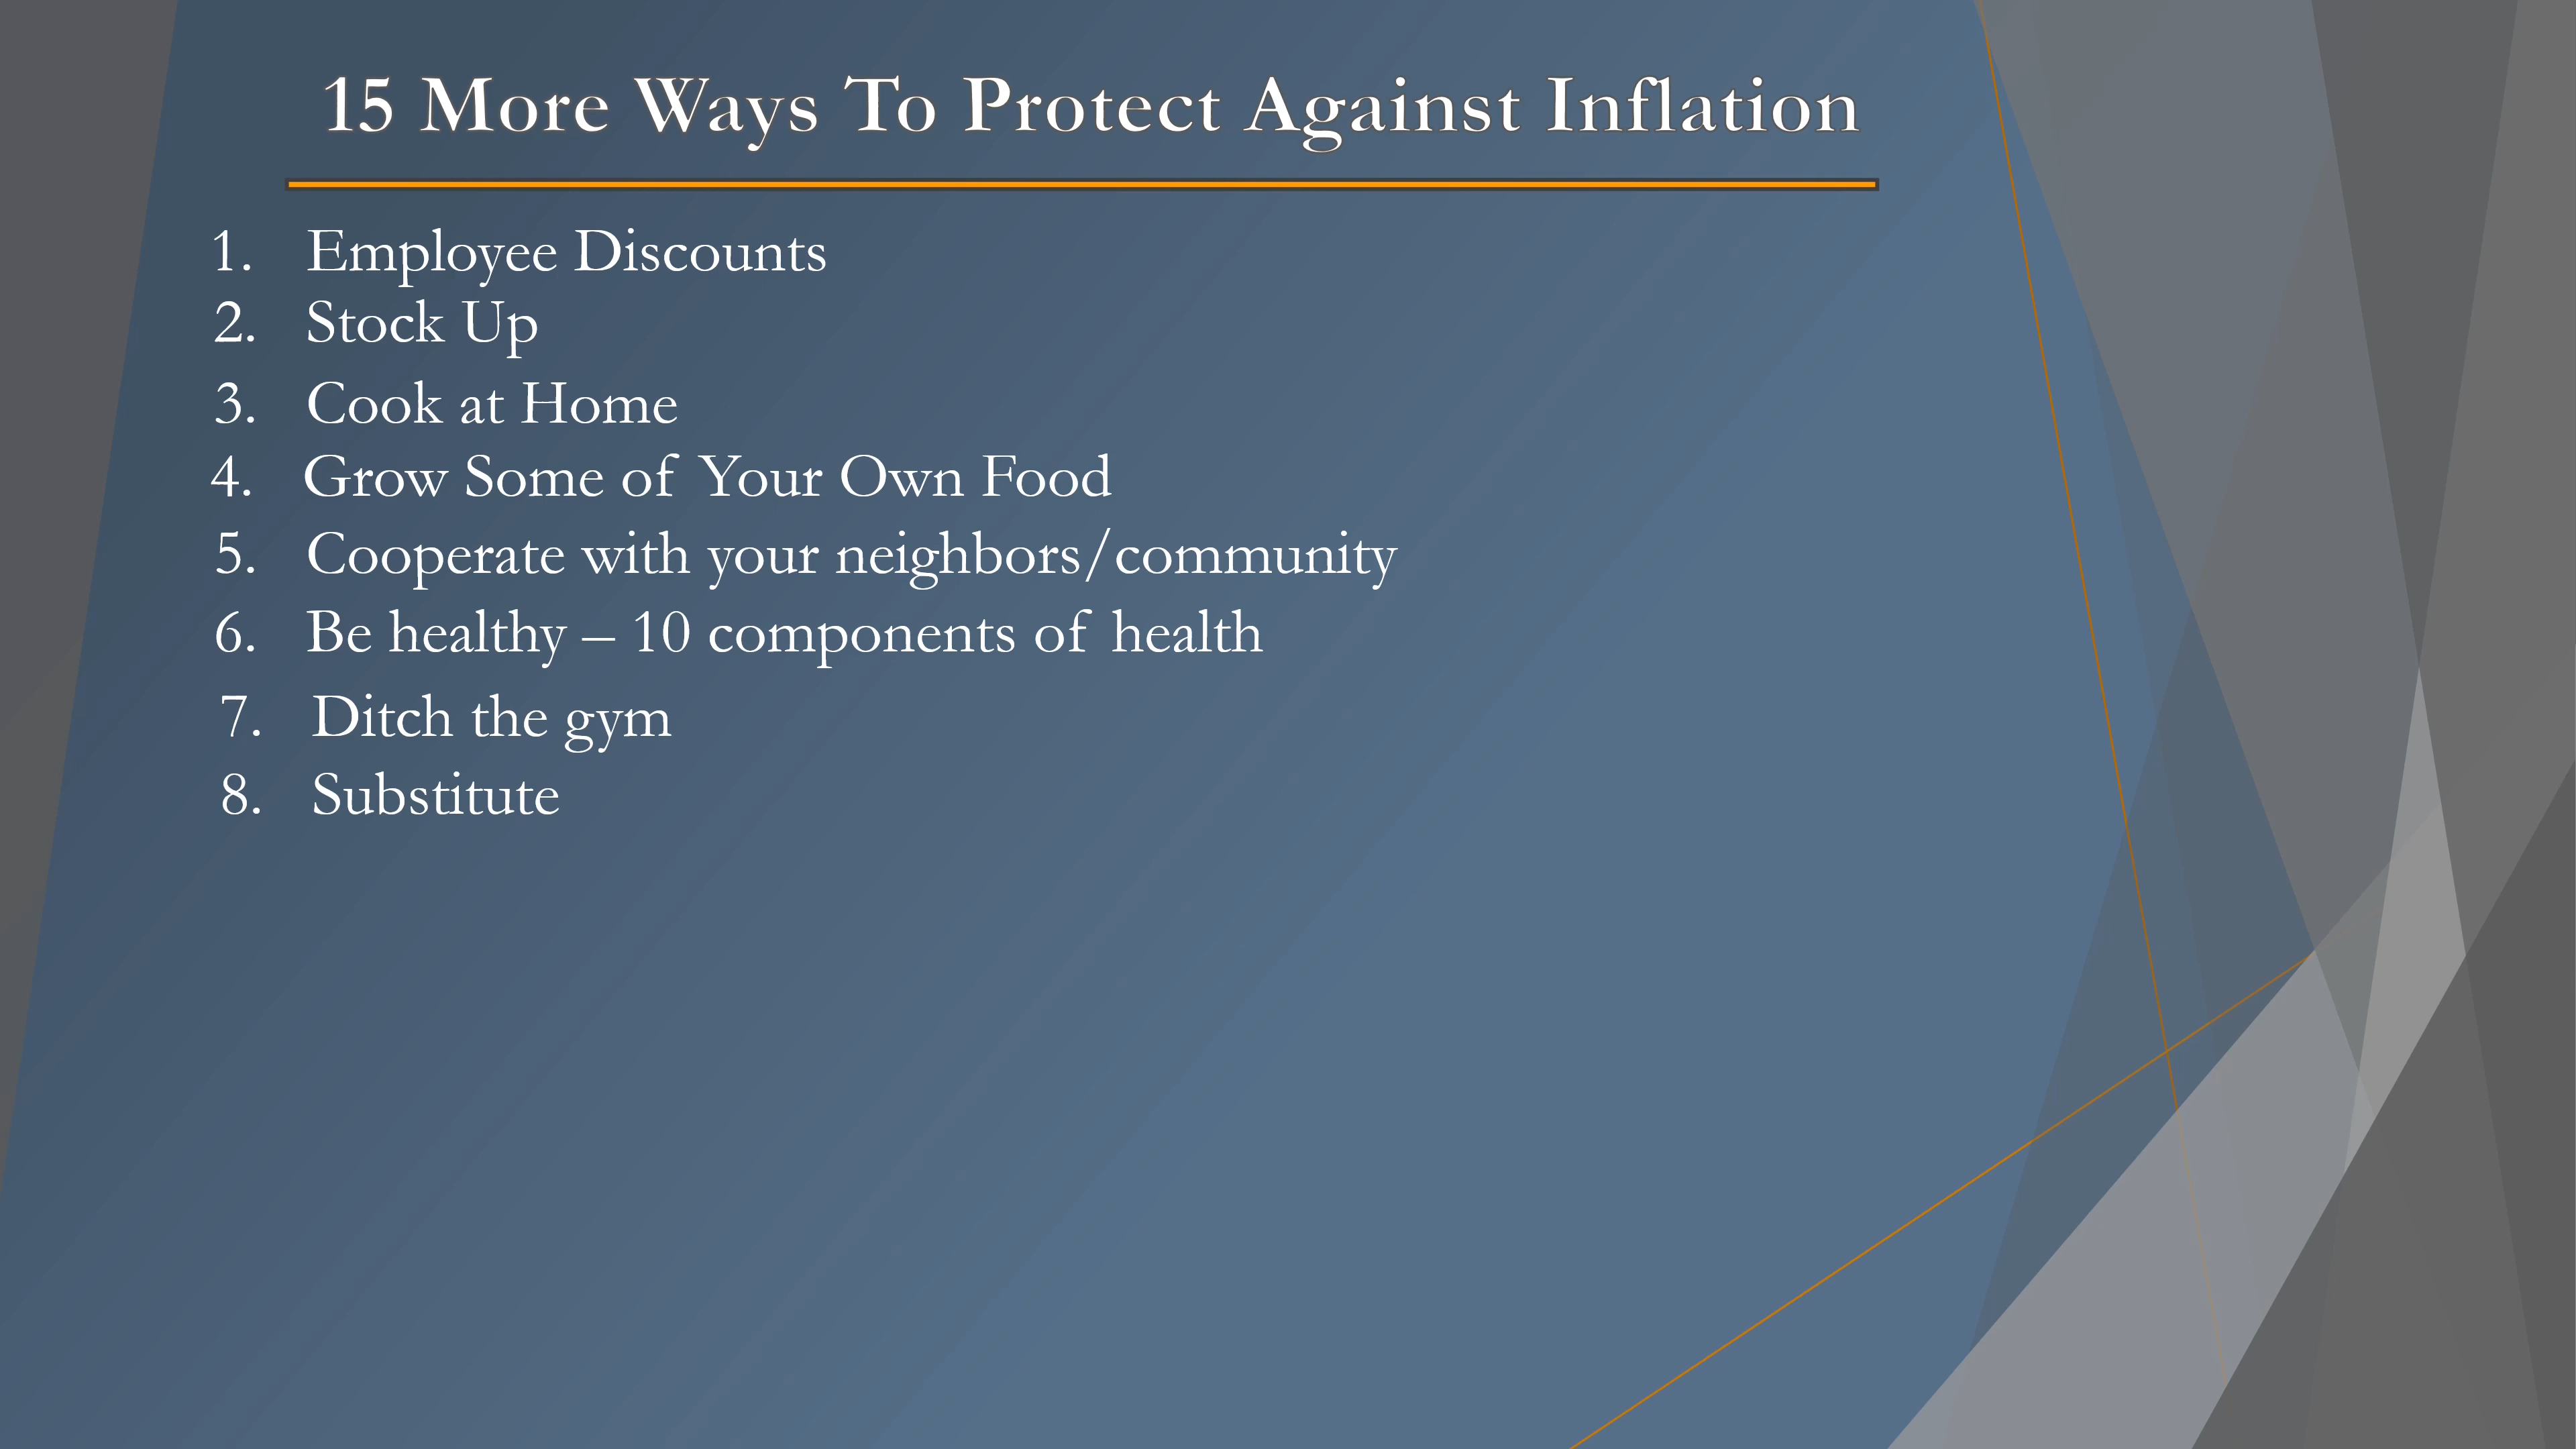 15 More Ways To Protect Against Inflation
1. Employee Discounts
2. Stock Up
3. Cook at Home
4. Grow Some of Your Own Food
5. Cooperate with your neighbors/community
6. Be healthy – 10 components of health
7. Ditch the gym
8. Substitute